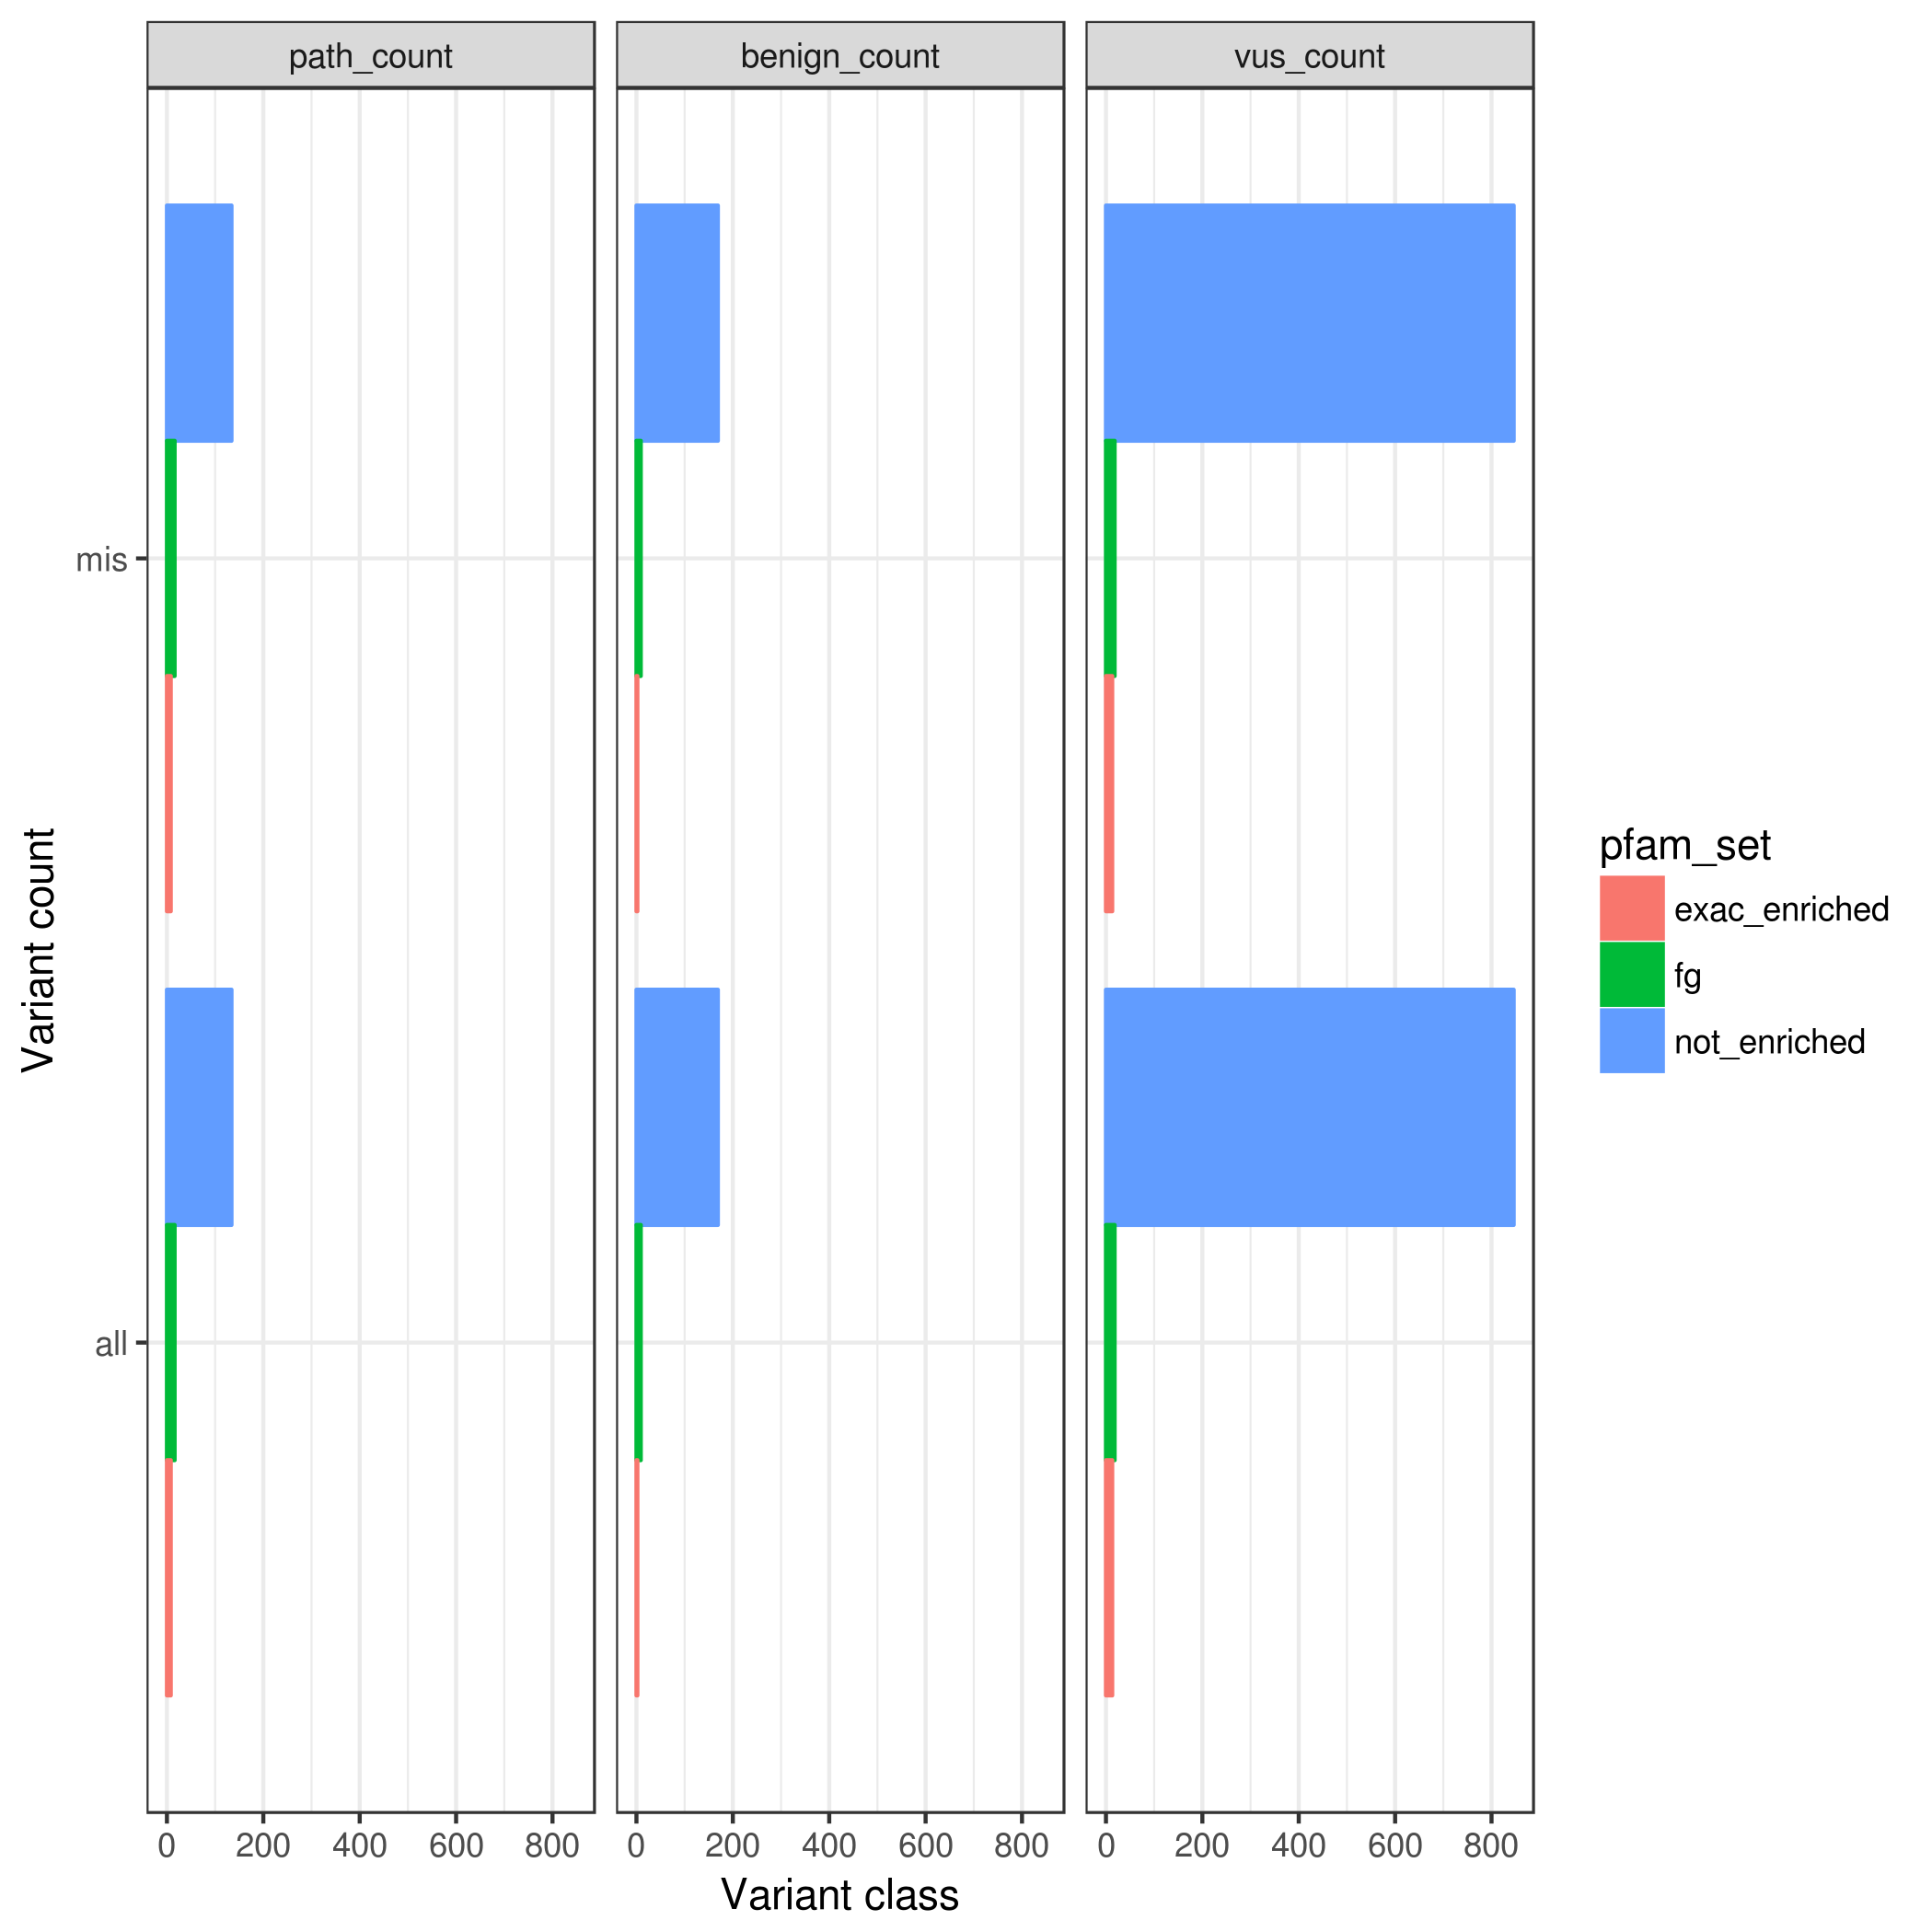 path_count
benign_count
vus_count
Variant count
mis
all
0 200 400 600 800
0 200 400 600 800
0 200 400 600 800
Variant class
pfam_set
exac_enriched
fg
not_enriched